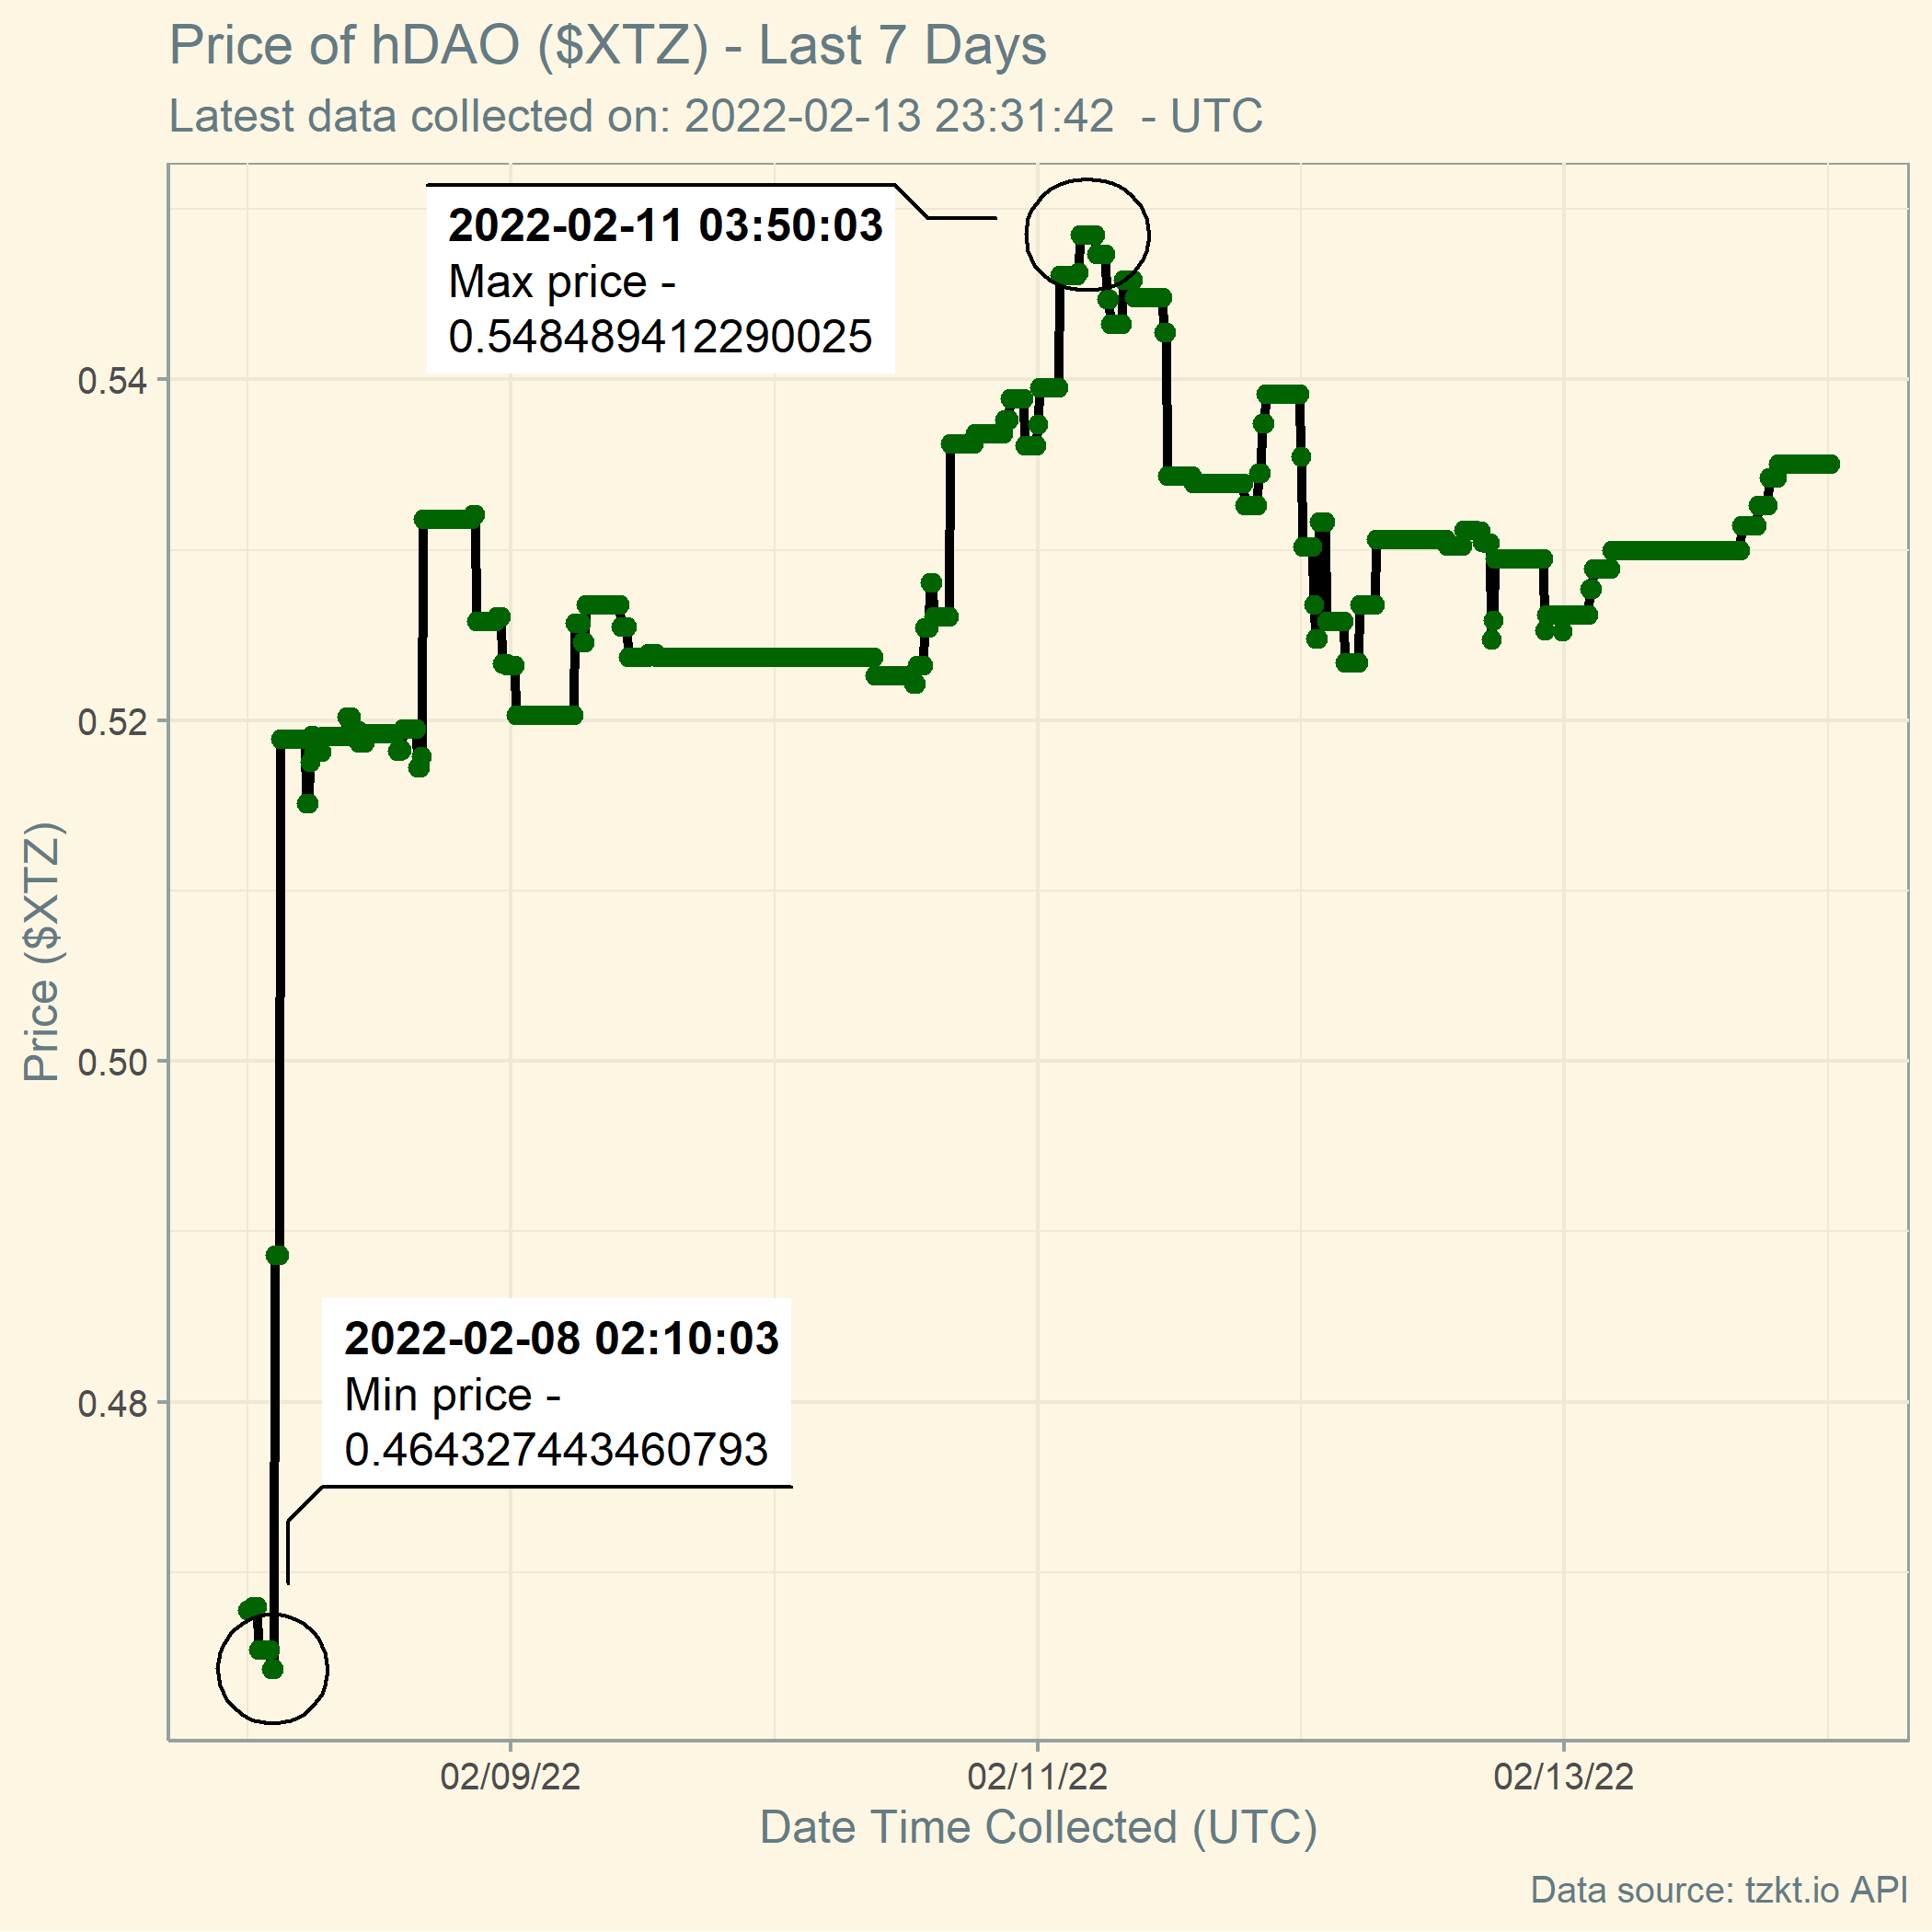 Price of hDAO ($XTZ) - Last 7 Days
Latest data collected on: 2022-02-13 23:31:42  - UTC
2022-02-11 03:50:03
Max price -
0.5484894122290025
0.54
0.52
0.50
0.48
Price ($XTZ)
2022-02-08 02:10:03
Min price -
0.464327443460793
02/09/22
02/11/22
02/13/22
Date Time Collected (UTC)
Data source: tzkt.io API